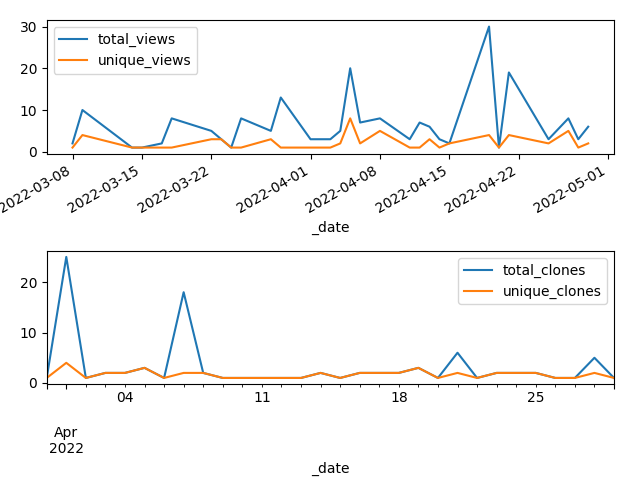 30
20
10
0
total_views
unique_views
2022-03-08
2022-03-15
2022-03-22
2022-04-01
2022-04-08
2022-04-15
2022-04-22
2022-05-01
_date
20
10
0
total_clones
unique_clones
04
11
18
25
Apr
2022
_date